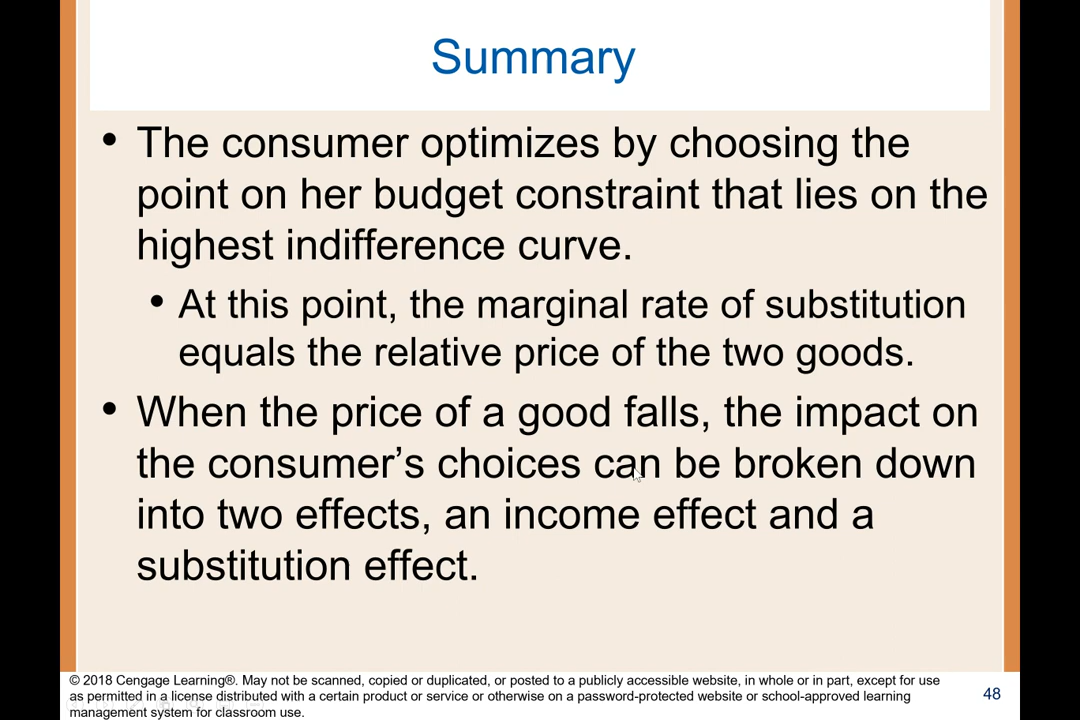 Summary
• The consumer optimizes by choosing the
point on her budget constraint that lies on the
highest indifference curve.
• At this point, the marginal rate of substitution
equals the relative price of the two goods.
• When the price of a good falls, the impact on
the consumer’s choices can be broken down
into two effects, an income effect and a
substitution effect.
© 2018 Cengage Learning®. May not be scanned, copied or duplicated, or posted to a publicly accessible website, in whole or in part, except for use
as permitted in a license distributed with a certain product or service or otherwise on a password-protected website or school-approved learning
management system for classroom use.
48